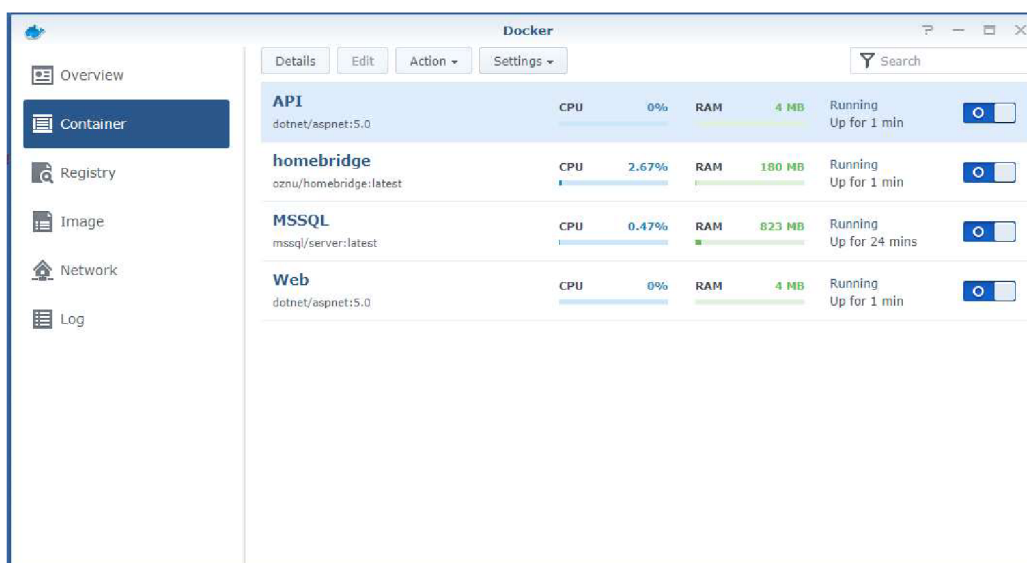 Docker
Overview
Container
Registry
Image
Network
Log
Details Edit Action Settings Search
API CPU 0% RAM 4 MB Running
dotnet/aspnet:5.0 Up for 1 min
homebridge CPU 2.67% RAM 180 MB Running
oznu/homebridge:latest Up for 1 min
MSSQL CPU 0.47% RAM 823 MB Running
mssql/server:latest Up for 24 mins
Web CPU 0% RAM 4 MB Running
dotnet/aspnet:5.0 Up for 1 min